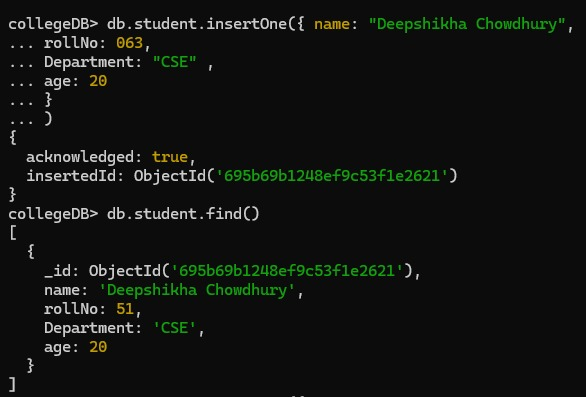 collegeDB> db.student.insertOne({ name: "Deepshikha Chowdhury",
... rollNo: 063,
... Department: "CSE" ,
... age: 20
... }
... )
{
  acknowledged: true,
  insertedId: ObjectId('695b69b1248ef9c53f1e2621')
}
collegeDB> db.student.find()
[
  {
    _id: ObjectId('695b69b1248ef9c53f1e2621'),
    name: 'Deepshikha Chowdhury',
    rollNo: 51,
    Department: 'CSE',
    age: 20
  }
]